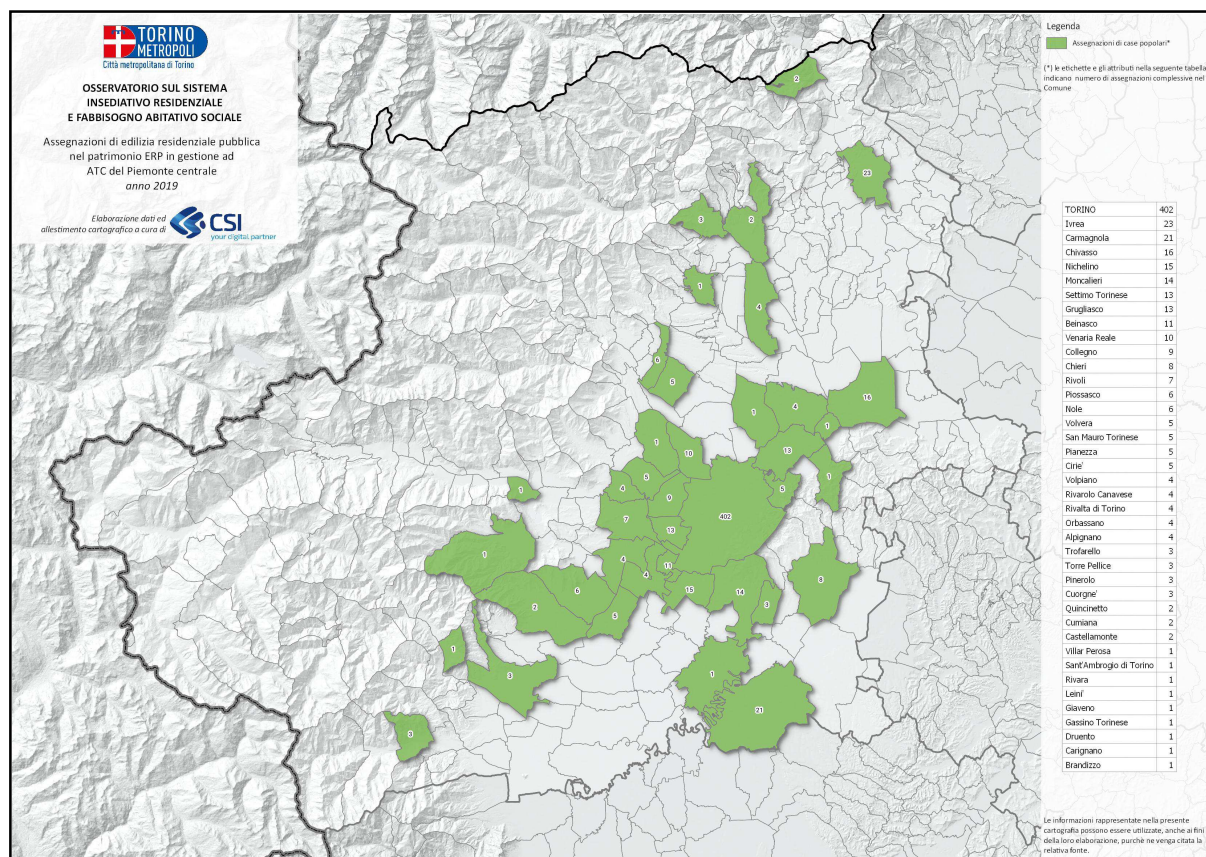 TORINO
METROPOLI
Città metropolitana di Torino
OSSERVATORIO SUL SISTEMA
INSEDIATIVO RESIDENZIALE
E FABBISOGNO ABITATIVO SOCIALE
Assegnazioni di edilizia residenziale pubblica
nel patrimonio ERP in gestione ad
ATC del Piemonte centrale
anno 2019
Elaborazione dati ed
allestimento cartografico a cura di
CSI
your digital partner
2
23
3
2
1
4
6
5
1
4
16
1
10
1
13
5
1
4
9
5
1
402
7
13
1
4
11
8
4
6
15
14
3
2
5
1
3
1
21
3
Legenda
Assegnazioni di case popolari*
(*) le etichette e gli attributi nella seguente tabella
indicano numero di assegnazioni complessive nel
Comune
TORINO 402
Ivrea 23
Carmagnola 21
Chivasso 16
Nichelino 15
Moncalieri 14
Settimo Torinese 13
Grugliasco 13
Beinasco 11
Venaria Reale 10
Collegno 9
Chieri 8
Rivoli 7
Piossasco 6
Nole 6
Volvera 5
San Mauro Torinese 5
Pianezza 5
Cirie' 5
Volpiano 4
Rivarolo Canavese 4
Rivalta di Torino 4
Orbassano 4
Alpignano 4
Trofarello 3
Torre Pellice 3
Pinerolo 3
Cuorgne' 3
Quincinetto 2
Cumiana 2
Castellamonte 2
Villar Perosa 1
Sant'Ambrogio di Torino 1
Rivara 1
Leini' 1
Giaveno 1
Gassino Torinese 1
Druento 1
Carignano 1
Brandizzo 1
Le informazioni rappresentate nella presente
cartografia possono essere utilizzate, anche ai fini
della loro elaborazione, purchè ne venga citata la
relativa fonte.